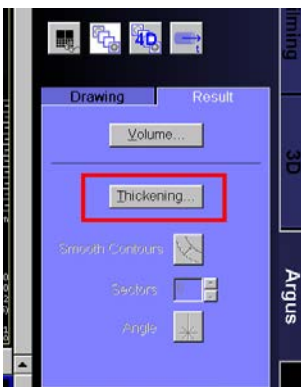 4D
t
Drawing
Result
Volume...
Thickening...
Smooth Contours
Sectors
Angle
3D
Argus